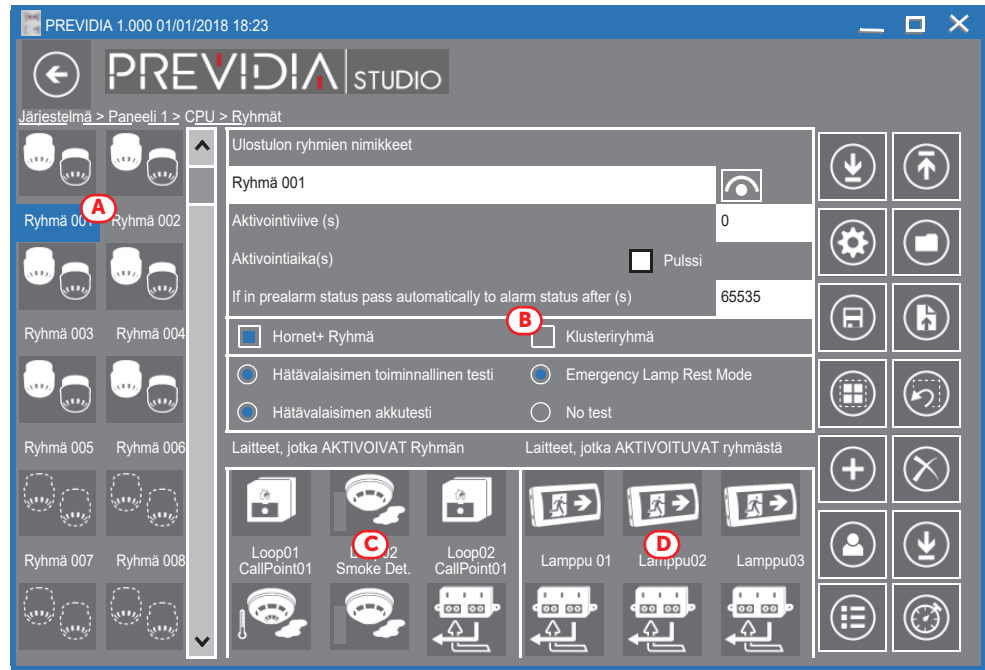 PREVIDIA 1.000 01/01/2018 18:23
PREVIDIA STUDIO
Järjestelmä > Paneeli 1 > CPU > Ryhmät
Ulostulon ryhmien nimikkeet
Ryhmä 001
Aktivointiviive (s)
0
Aktivointiaika(s)
Pulssi
If in prealarm status pass automatically to alarm status after (s)
65535
B
Hornet+ Ryhmä
Klusteriryhmä
Hätävalaisimen toiminnallinen testi
Emergency Lamp Rest Mode
Hätävalaisimen akkutesti
No test
Laitteet, jotka AKTIVOIVAT Ryhmän
Laitteet, jotka AKTIVOITUVAT ryhmästä
A
Ryhmä 001
Ryhmä 002
Ryhmä 003
Ryhmä 004
Ryhmä 005
Ryhmä 006
Ryhmä 007
Ryhmä 008
C
D
Loop01
CallPoint01
Smoke Det.
Loop02
CallPoint01
Lamppu 01
Lamppu02
Lamppu03